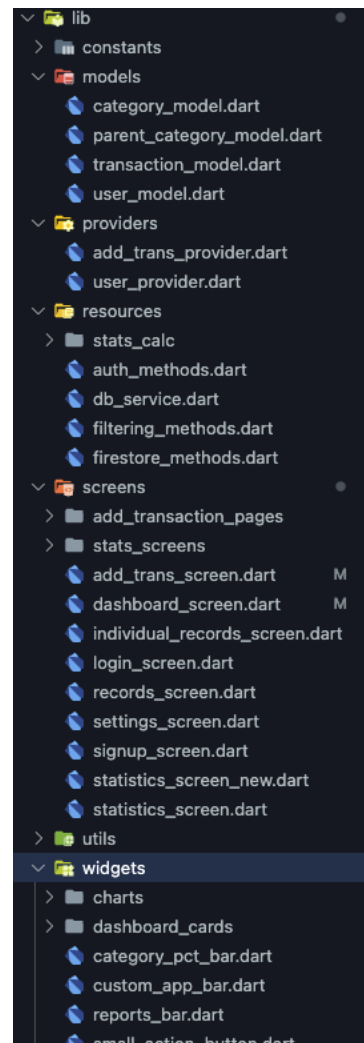 lib
constants
models
category_model.dart
parent_category_model.dart
transaction_model.dart
user_model.dart
providers
add_trans_provider.dart
user_provider.dart
resources
stats_calc
auth_methods.dart
db_service.dart
filtering_methods.dart
firestore_methods.dart
screens
add_transaction_pages
stats_screens
add_trans_screen.dart M
dashboard_screen.dart M
individual_records_screen.dart
login_screen.dart
records_screen.dart
settings_screen.dart
signup_screen.dart
statistics_screen_new.dart
statistics_screen.dart
utils
widgets
charts
dashboard_cards
category_pct_bar.dart
custom_app_bar.dart
reports_bar.dart
small_action_button.dart